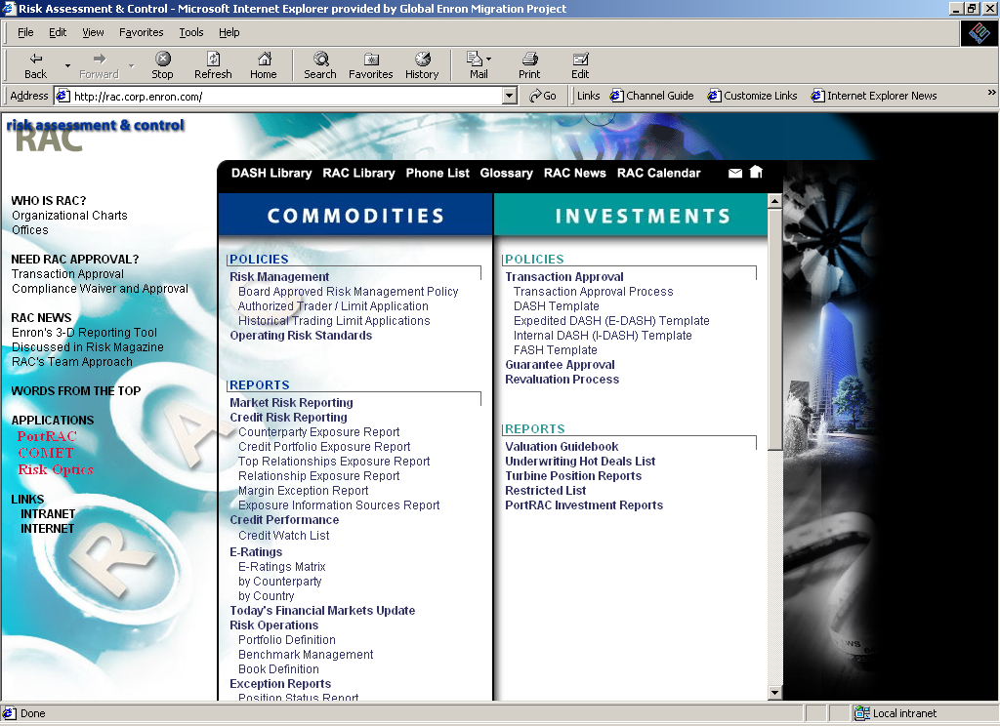 Risk Assessment & Control - Microsoft Internet Explorer provided by Global Enron Migration Project
File Edit View Favorites Tools Help
Back Forward Stop Refresh Home Search Favorites History Mail Print Edit
Address http://rac.corp.enron.com/ Go Links Channel Guide Customize Links Internet Explorer News »
risk assessment & control
RAC
DASH Library RAC Library Phone List Glossary RAC News RAC Calendar
WHO IS RAC?
Organizational Charts
Offices
NEED RAC APPROVAL?
Transaction Approval
Compliance Waiver and Approval
RAC NEWS
Enron's 3-D Reporting Tool
Discussed in Risk Magazine
RAC's Team Approach
WORDS FROM THE TOP
APPLICATIONS
PortRAC
COMET
Risk Optics
LINKS
INTRANET
INTERNET
A
R
COMMODITIES
POLICIES
Risk Management
Board Approved Risk Management Policy
Authorized Trader / Limit Application
Historical Trading Limit Applications
Operating Risk Standards
REPORTS
Market Risk Reporting
Credit Risk Reporting
Counterparty Exposure Report
Credit Portfolio Exposure Report
Top Relationships Exposure Report
Relationship Exposure Report
Margin Exception Report
Exposure Information Sources Report
Credit Performance
Credit Watch List
E-Ratings
E-Ratings Matrix
by Counterparty
by Country
Today's Financial Markets Update
Risk Operations
Portfolio Definition
Benchmark Management
Book Definition
Exception Reports
Position Status Report
INVESTMENTS
POLICIES
Transaction Approval
Transaction Approval Process
DASH Template
Expedited DASH (E-DASH) Template
Internal DASH (I-DASH) Template
FASH Template
Guarantee Approval
Revaluation Process
REPORTS
Valuation Guidebook
Underwriting Hot Deals List
Turbine Position Reports
Restricted List
PortRAC Investment Reports
Done
Local intranet